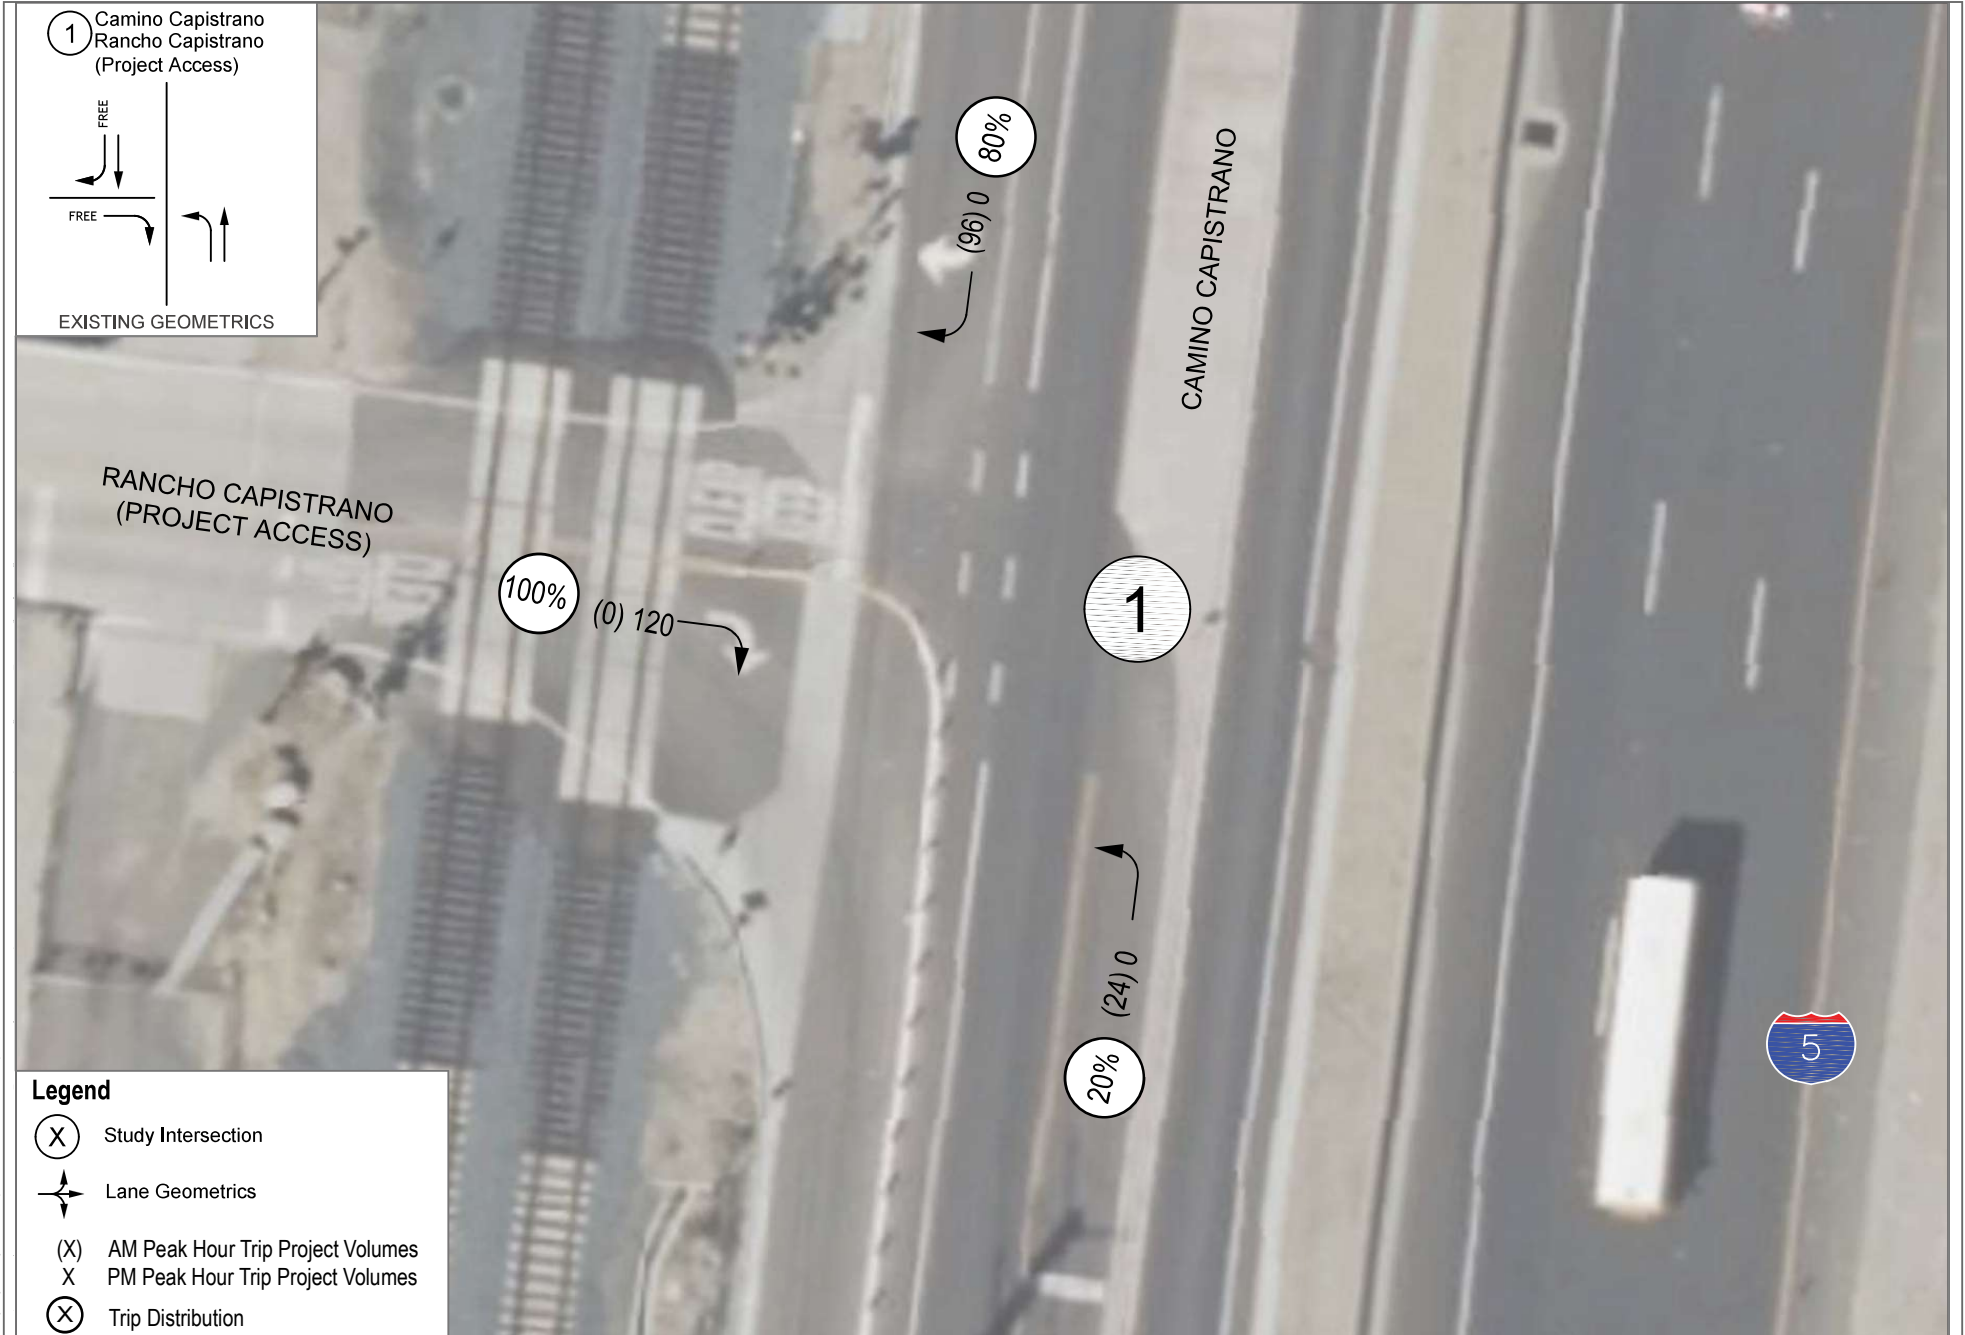 1
Camino Capistrano
Rancho Capistrano
(Project Access)
FREE
FREE
EXISTING GEOMETRICS
80%
(96) 0
CAMINO CAPISTRANO
RANCHO CAPISTRANO
(PROJECT ACCESS)
100%
(0) 120
1
(24) 0
20%
5
Legend
X Study Intersection
Lane Geometrics
(X) AM Peak Hour Trip Project Volumes
X PM Peak Hour Trip Project Volumes
X Trip Distribution